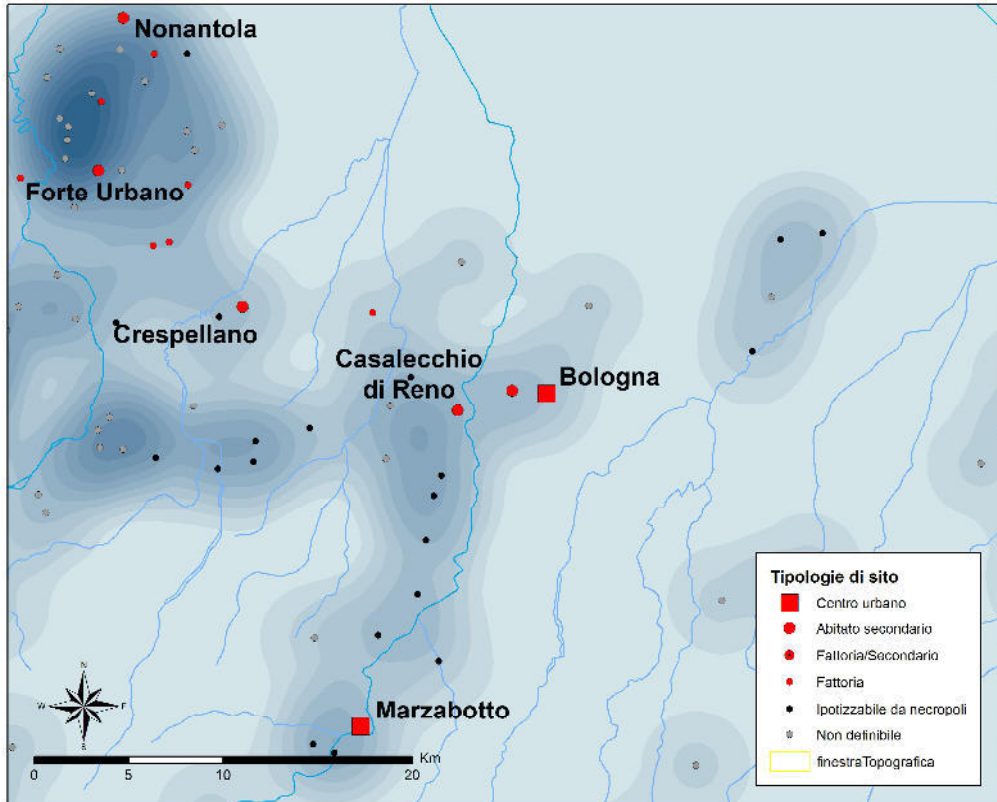 Nonantola
Forte Urbano
Crespellano
Casalecchio
di Reno
Bologna
Marzabotto
N
W
S
Km
0 5 10 20
Tipologie di sito
Centro urbano
Abitato secondario
Fattoria/Secondario
Fattoria
Ipotizzabile da necropoli
Non definibile
finestraTopografica